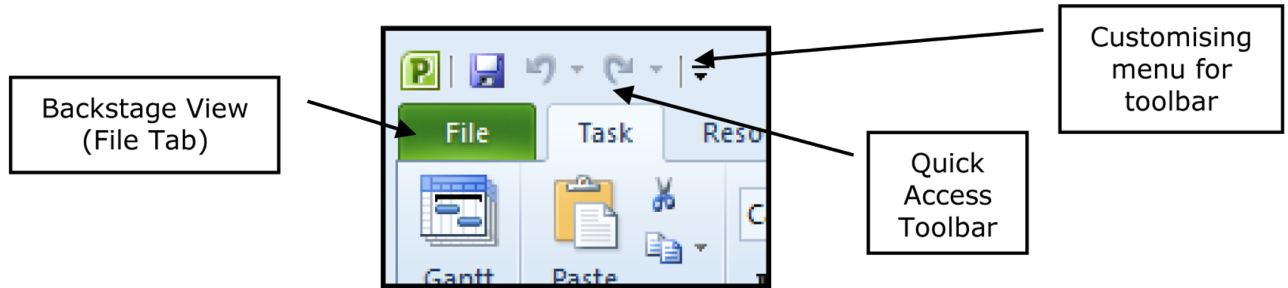 Customising
menu for
toolbar
Backstage View
(File Tab)
P
File Task Reso
Quick
Access
Toolbar
Gantt Paste